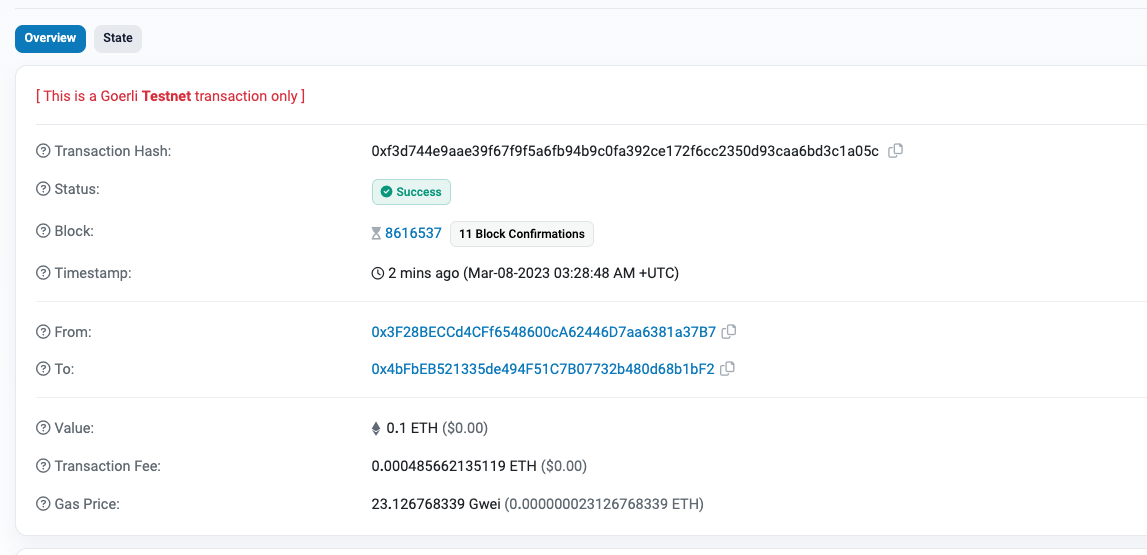 Overview State
[ This is a Goerli Testnet transaction only ]
Transaction Hash: 0xf3d744e9aae39f67f9f5a6fb94b9c0fa392ce172f6cc2350d93caa6bd3c1a05c
Status: Success
Block: 8616537 11 Block Confirmations
Timestamp: 2 mins ago (Mar-08-2023 03:28:48 AM +UTC)
From: 0x3F28BECCd4CFf6548600cA62446D7aa6381a37B7
To: 0x4bFbEB521335de494F51C7B07732b480d68b1bF2
Value: 0.1 ETH ($0.00)
Transaction Fee: 0.000485662135119 ETH ($0.00)
Gas Price: 23.126768339 Gwei (0.000000023126768339 ETH)